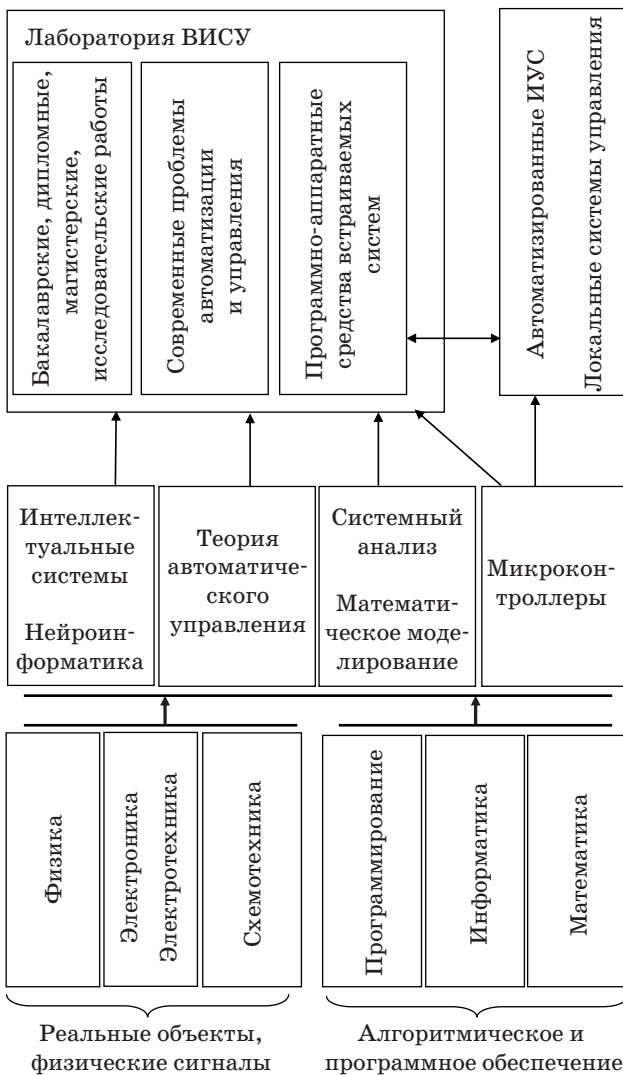 Лаборатория ВИСУ
Бакалаврские, дипломные,
магистерские,
исследовательские работы
Современные проблемы
автоматизации
и управления
Программно-аппаратные
средства встраиваемых
систем
Автоматизированные ИУС
Локальные системы управления
Интеллек-
туальные
системы
Нейроин-
форматика
Теория
автоматиче-
ского
управления
Системный
анализ
Математи-
ческое моде-
лирование
Микрокон-
троллеры
Физика
Электроника
Электротехника
Схемотехника
Программирование
Информатика
Математика
Реальные объекты,
физические сигналы
Алгоритмическое и
программное обеспечение